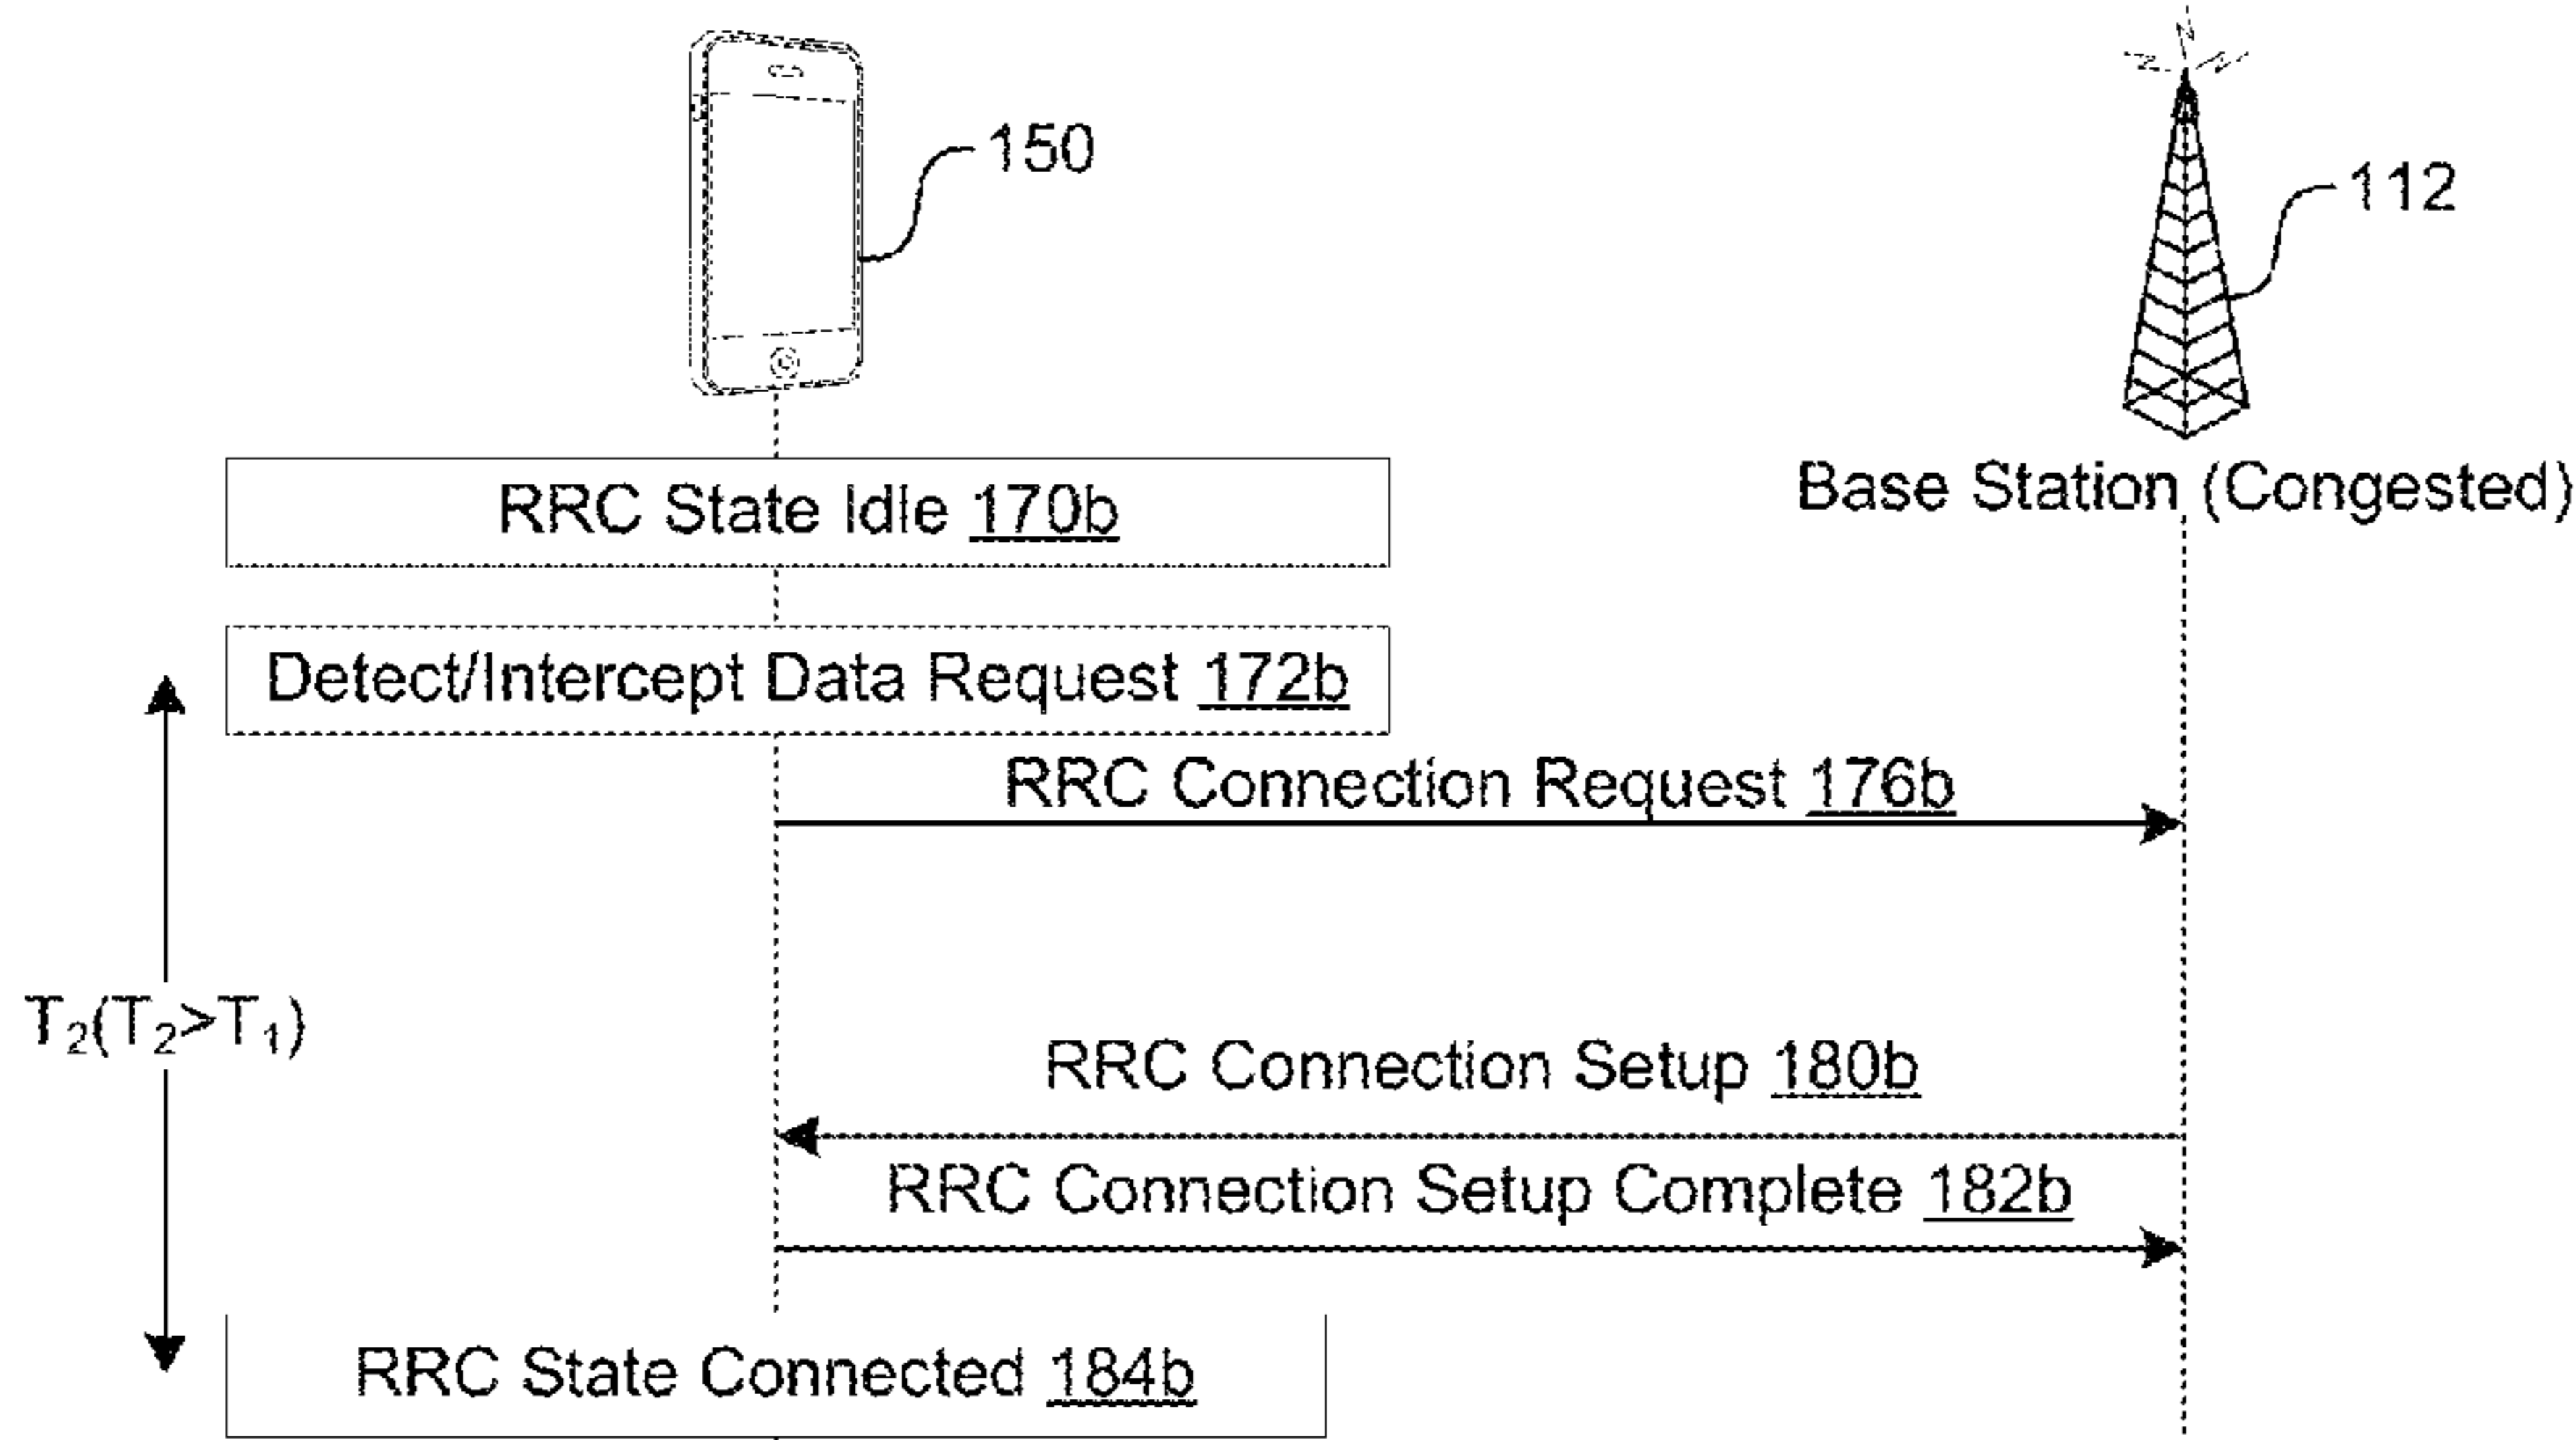 150
112
Base Station (Congested)
RRC State Idle 170b
Detect/Intercept Data Request 172b
RRC Connection Request 176b
T₂(T₂>T₁)
RRC Connection Setup 180b
RRC Connection Setup Complete 182b
RRC State Connected 184b